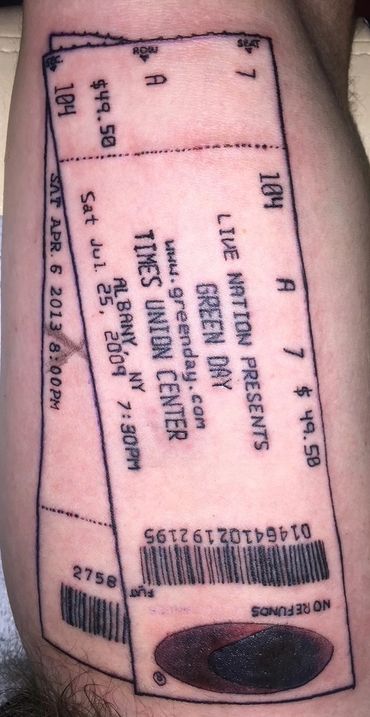 ROW SEAT
104 A 7
$49.50
104 A 7 $ 49.50
LIVE NATION PRESENTS
GREEN DAY
www.greenday.com
TIMES UNION CENTER
ALBANY, NY
Sat Jul 25, 2009 7:30PM
01464102192195
NO REFUNDS
®
SAT APR. 6 2013 8:00PM
2758